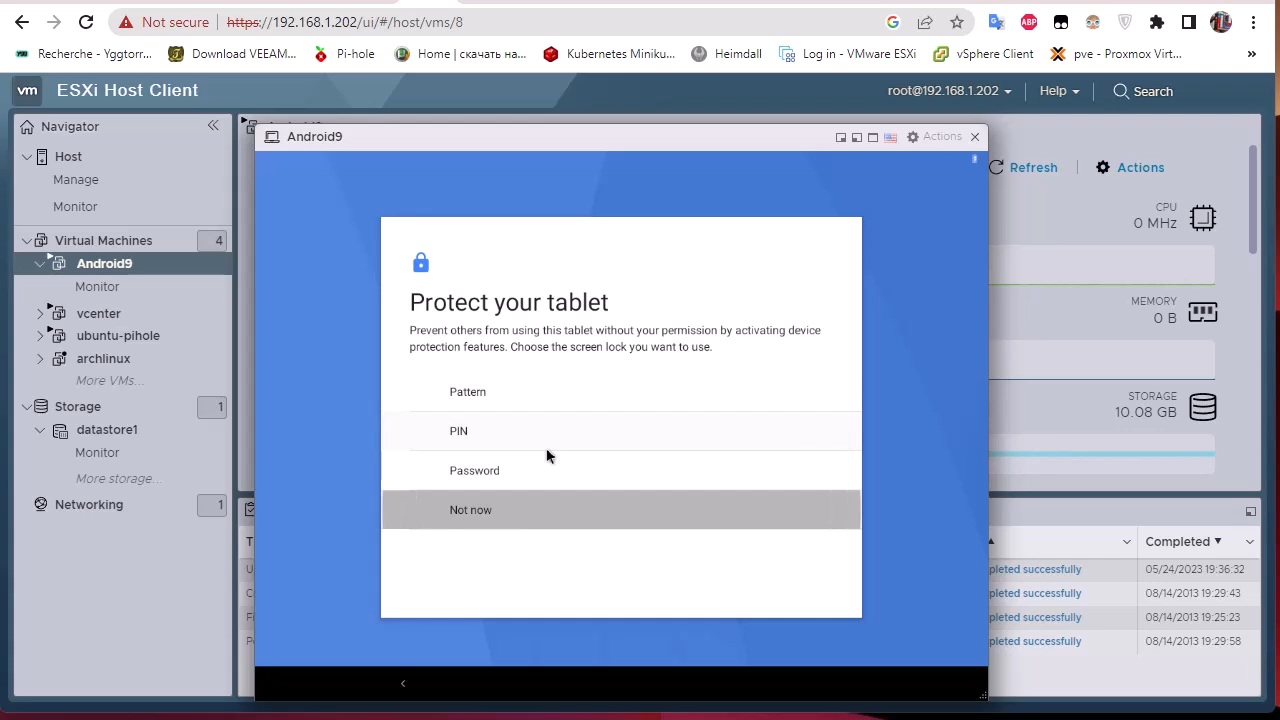 Not secure https://192.168.1.202/ui/#/host/vms/8
Recherche - Yggtorr... Download VEEAM... Pi-hole Home | скачать на... Kubernetes Miniku... Heimdall Log in - VMware ESXi vSphere Client pve - Proxmox Virt... »
vm ESXi Host Client root@192.168.1.202 Help Search
Navigator
Host
Manage
Monitor
Virtual Machines 4
Android9
Monitor
vcenter
ubuntu-pihole
archlinux
More VMs...
Storage 1
datastore1
Monitor
More storage...
Networking 1
Android9 Actions
Protect your tablet
Prevent others from using this tablet without your permission by activating device
protection features. Choose the screen lock you want to use.
Pattern
PIN
Password
Not now
Refresh Actions
CPU
0 MHz
MEMORY
0 B
STORAGE
10.08 GB
Completed
pleted successfully 05/24/2023 19:36:32
pleted successfully 08/14/2013 19:29:43
pleted successfully 08/14/2013 19:25:23
pleted successfully 08/14/2013 19:29:58